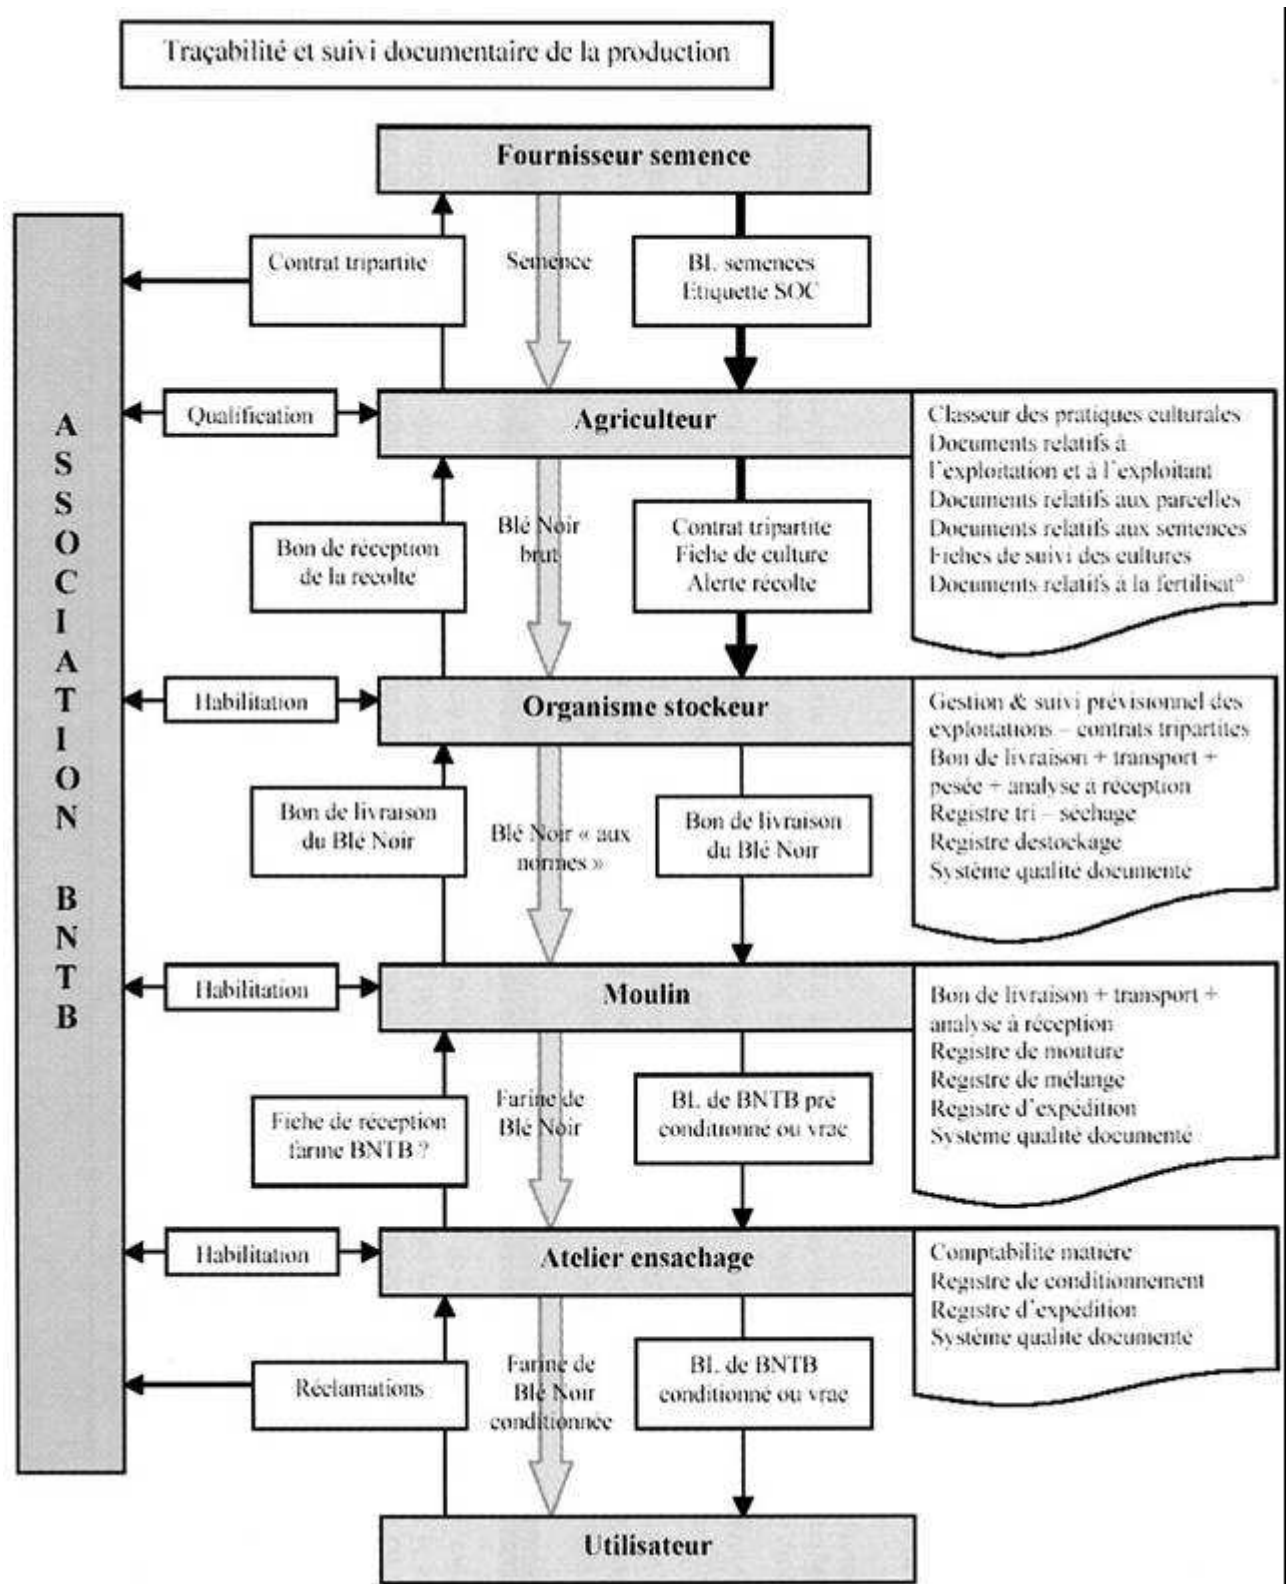 Traçabilité et suivi documentaire de la production
Fournisseur semence
Contrat tripartite
Semence
BL semences
Etiquette SOC
ASSOCIATION BNTB
Qualification
Agriculteur
Classeur des pratiques culturales
Documents relatifs à
l'exploitation et à l'exploitant
Documents relatifs aux parcelles
Documents relatifs aux sentences
Fiches de suivi des cultures
Documents relatifs à la fertilisat°
Bon de réception
de la recolte
Blé Noir
brut
Contrat tripartite
Fiche de culture
Alerte récolte
Habilitation
Organisme stockeur
Gestion & suivi prévisionnel des
exploitations – contrats tripartites
Bon de livraison + transport +
pesée + analyse à réception
Registre tri – séchage
Registre destockage
Système qualité documenté
Bon de livraison
du Blé Noir
Blé Noir « aux
normes »
Bon de livraison
du Blé Noir
Habilitation
Moulin
Bon de livraison + transport +
analyse à réception
Registre de mouture
Registre de mélange
Registre d'expédition
Système qualité documenté
Fiche de réception
farine BNTB ?
Farine de
Blé Noir
BL de BNTB pré
conditionné ou vrac
Habilitation
Atelier ensachage
Comptabilité matière
Registre de conditionnement
Registre d'expédition
Système qualité documenté
Réclamations
Farine de
Blé Noir
conditionnée
BL de BNTB
conditionné ou vrac
Utilisateur